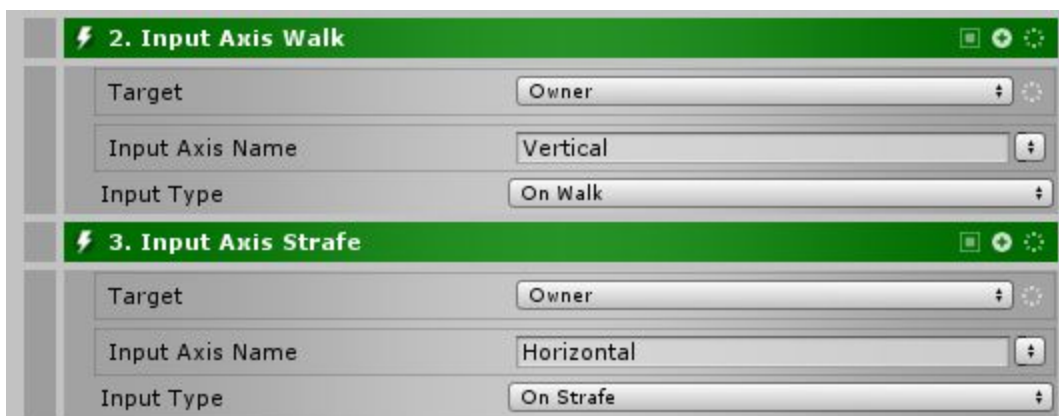 2. Input Axis Walk
Target Owner
Input Axis Name Vertical
Input Type On Walk
3. Input Axis Strafe
Target Owner
Input Axis Name Horizontal
Input Type On Strafe